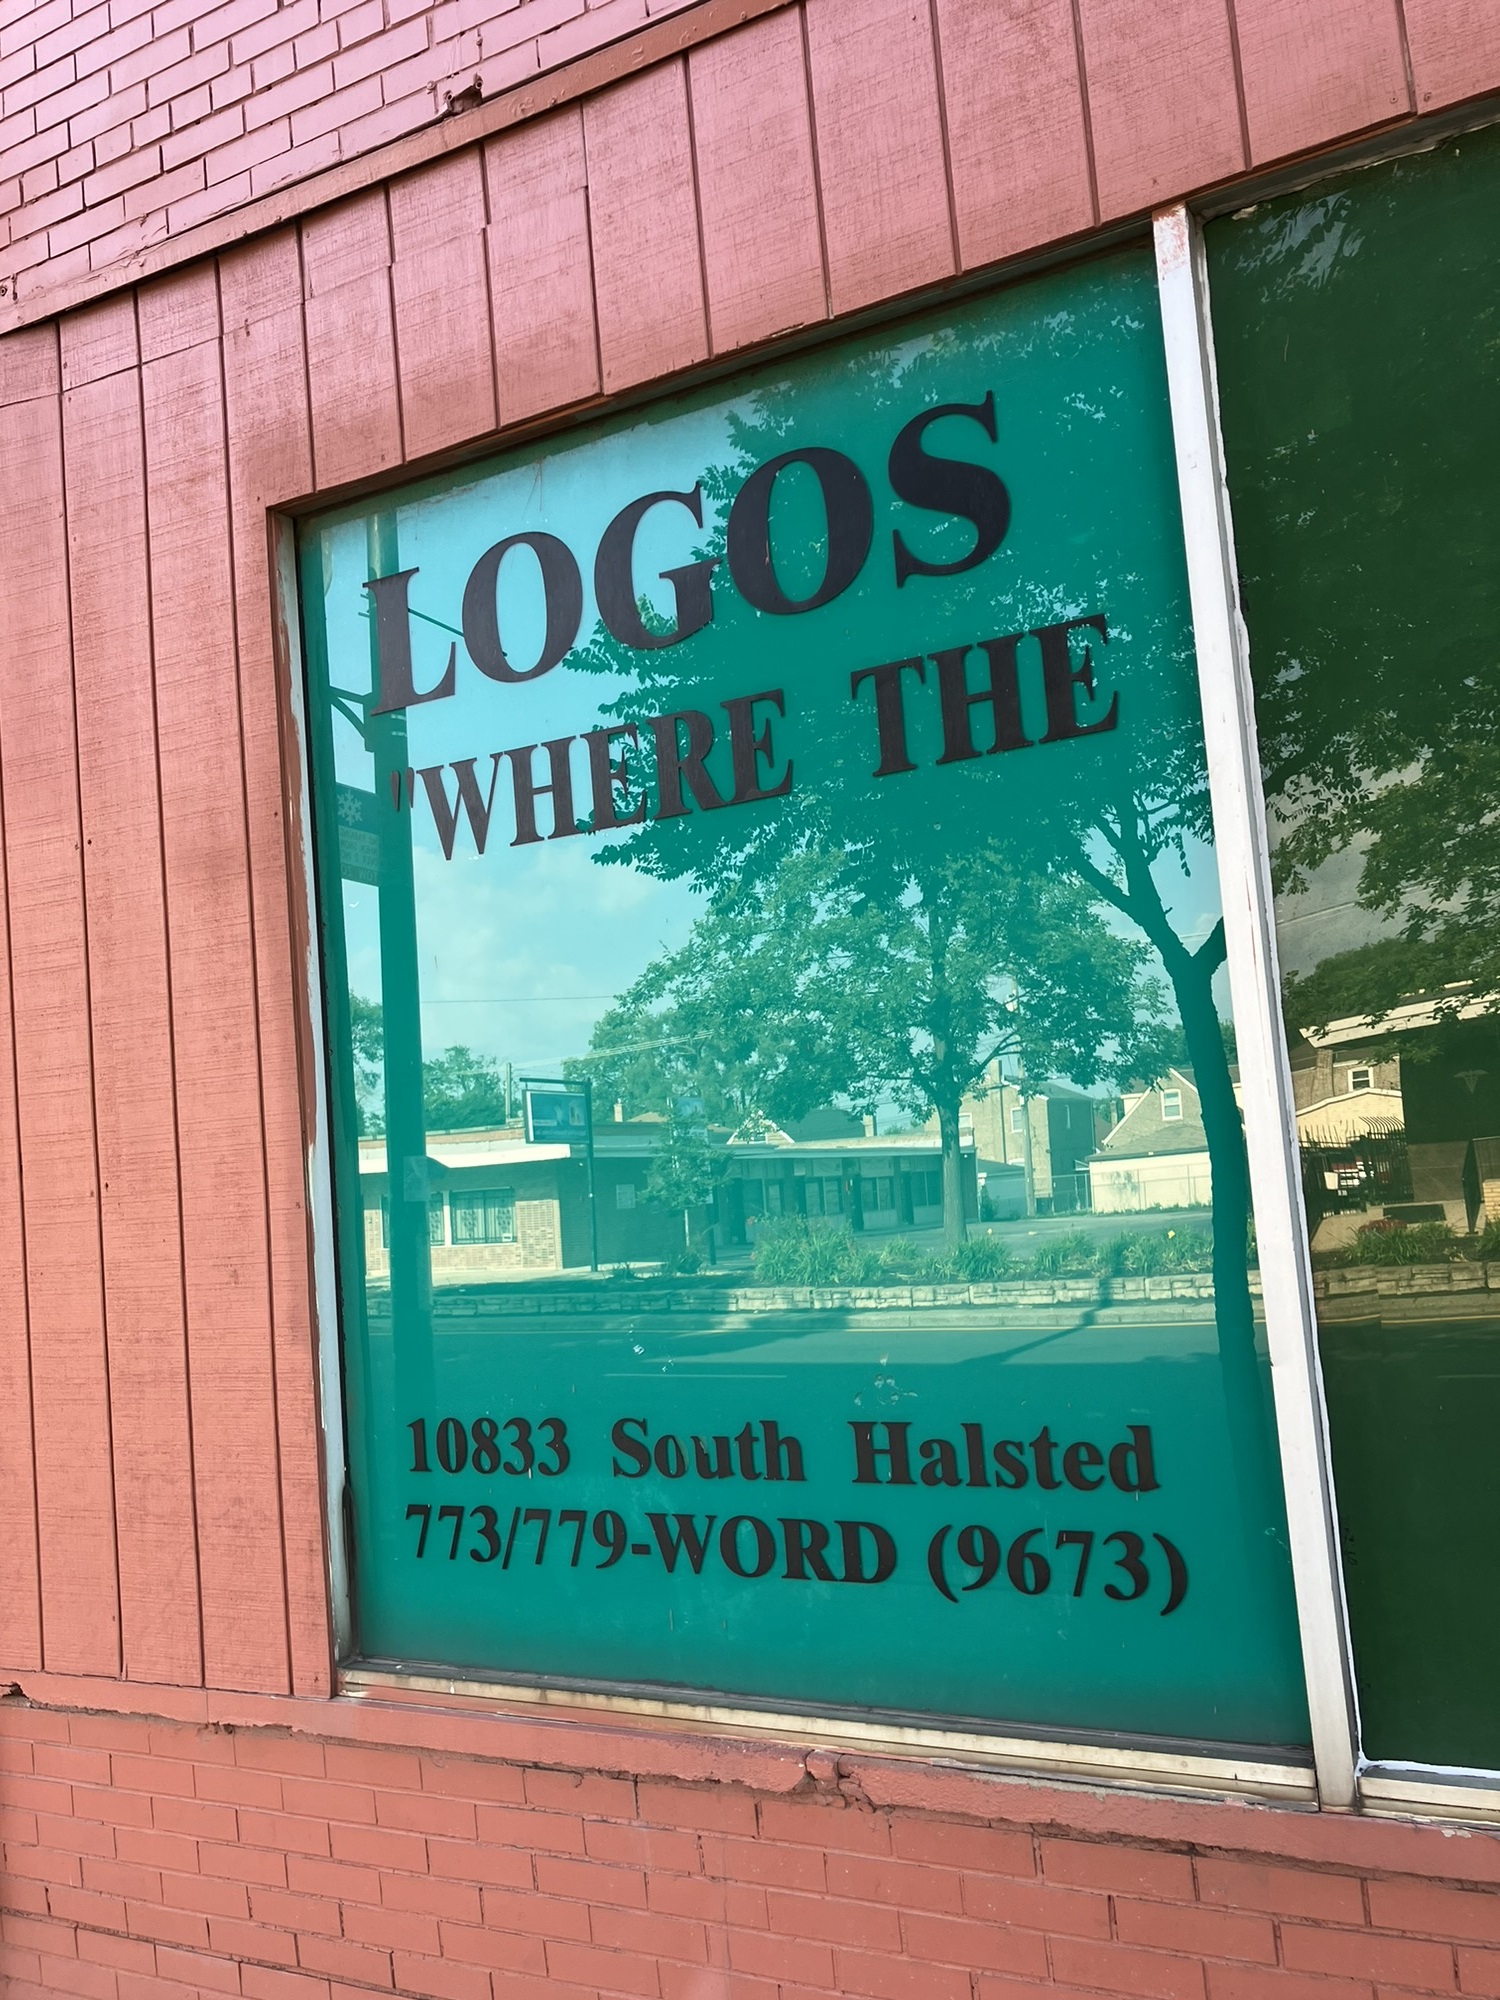 LOGOS
"WHERE THE
10833 South Halsted
773/779-WORD (9673)